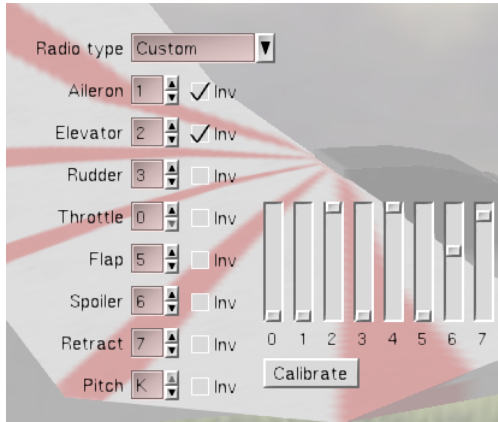 Radio type Custom
Aileron 1 Inv
Elevator 2 Inv
Rudder 3 Inv
Throttle 0 Inv
Flap 5 Inv
Spoiler 6 Inv
Retract 7 Inv
Pitch K Inv
0 1 2 3 4 5 6 7
Calibrate